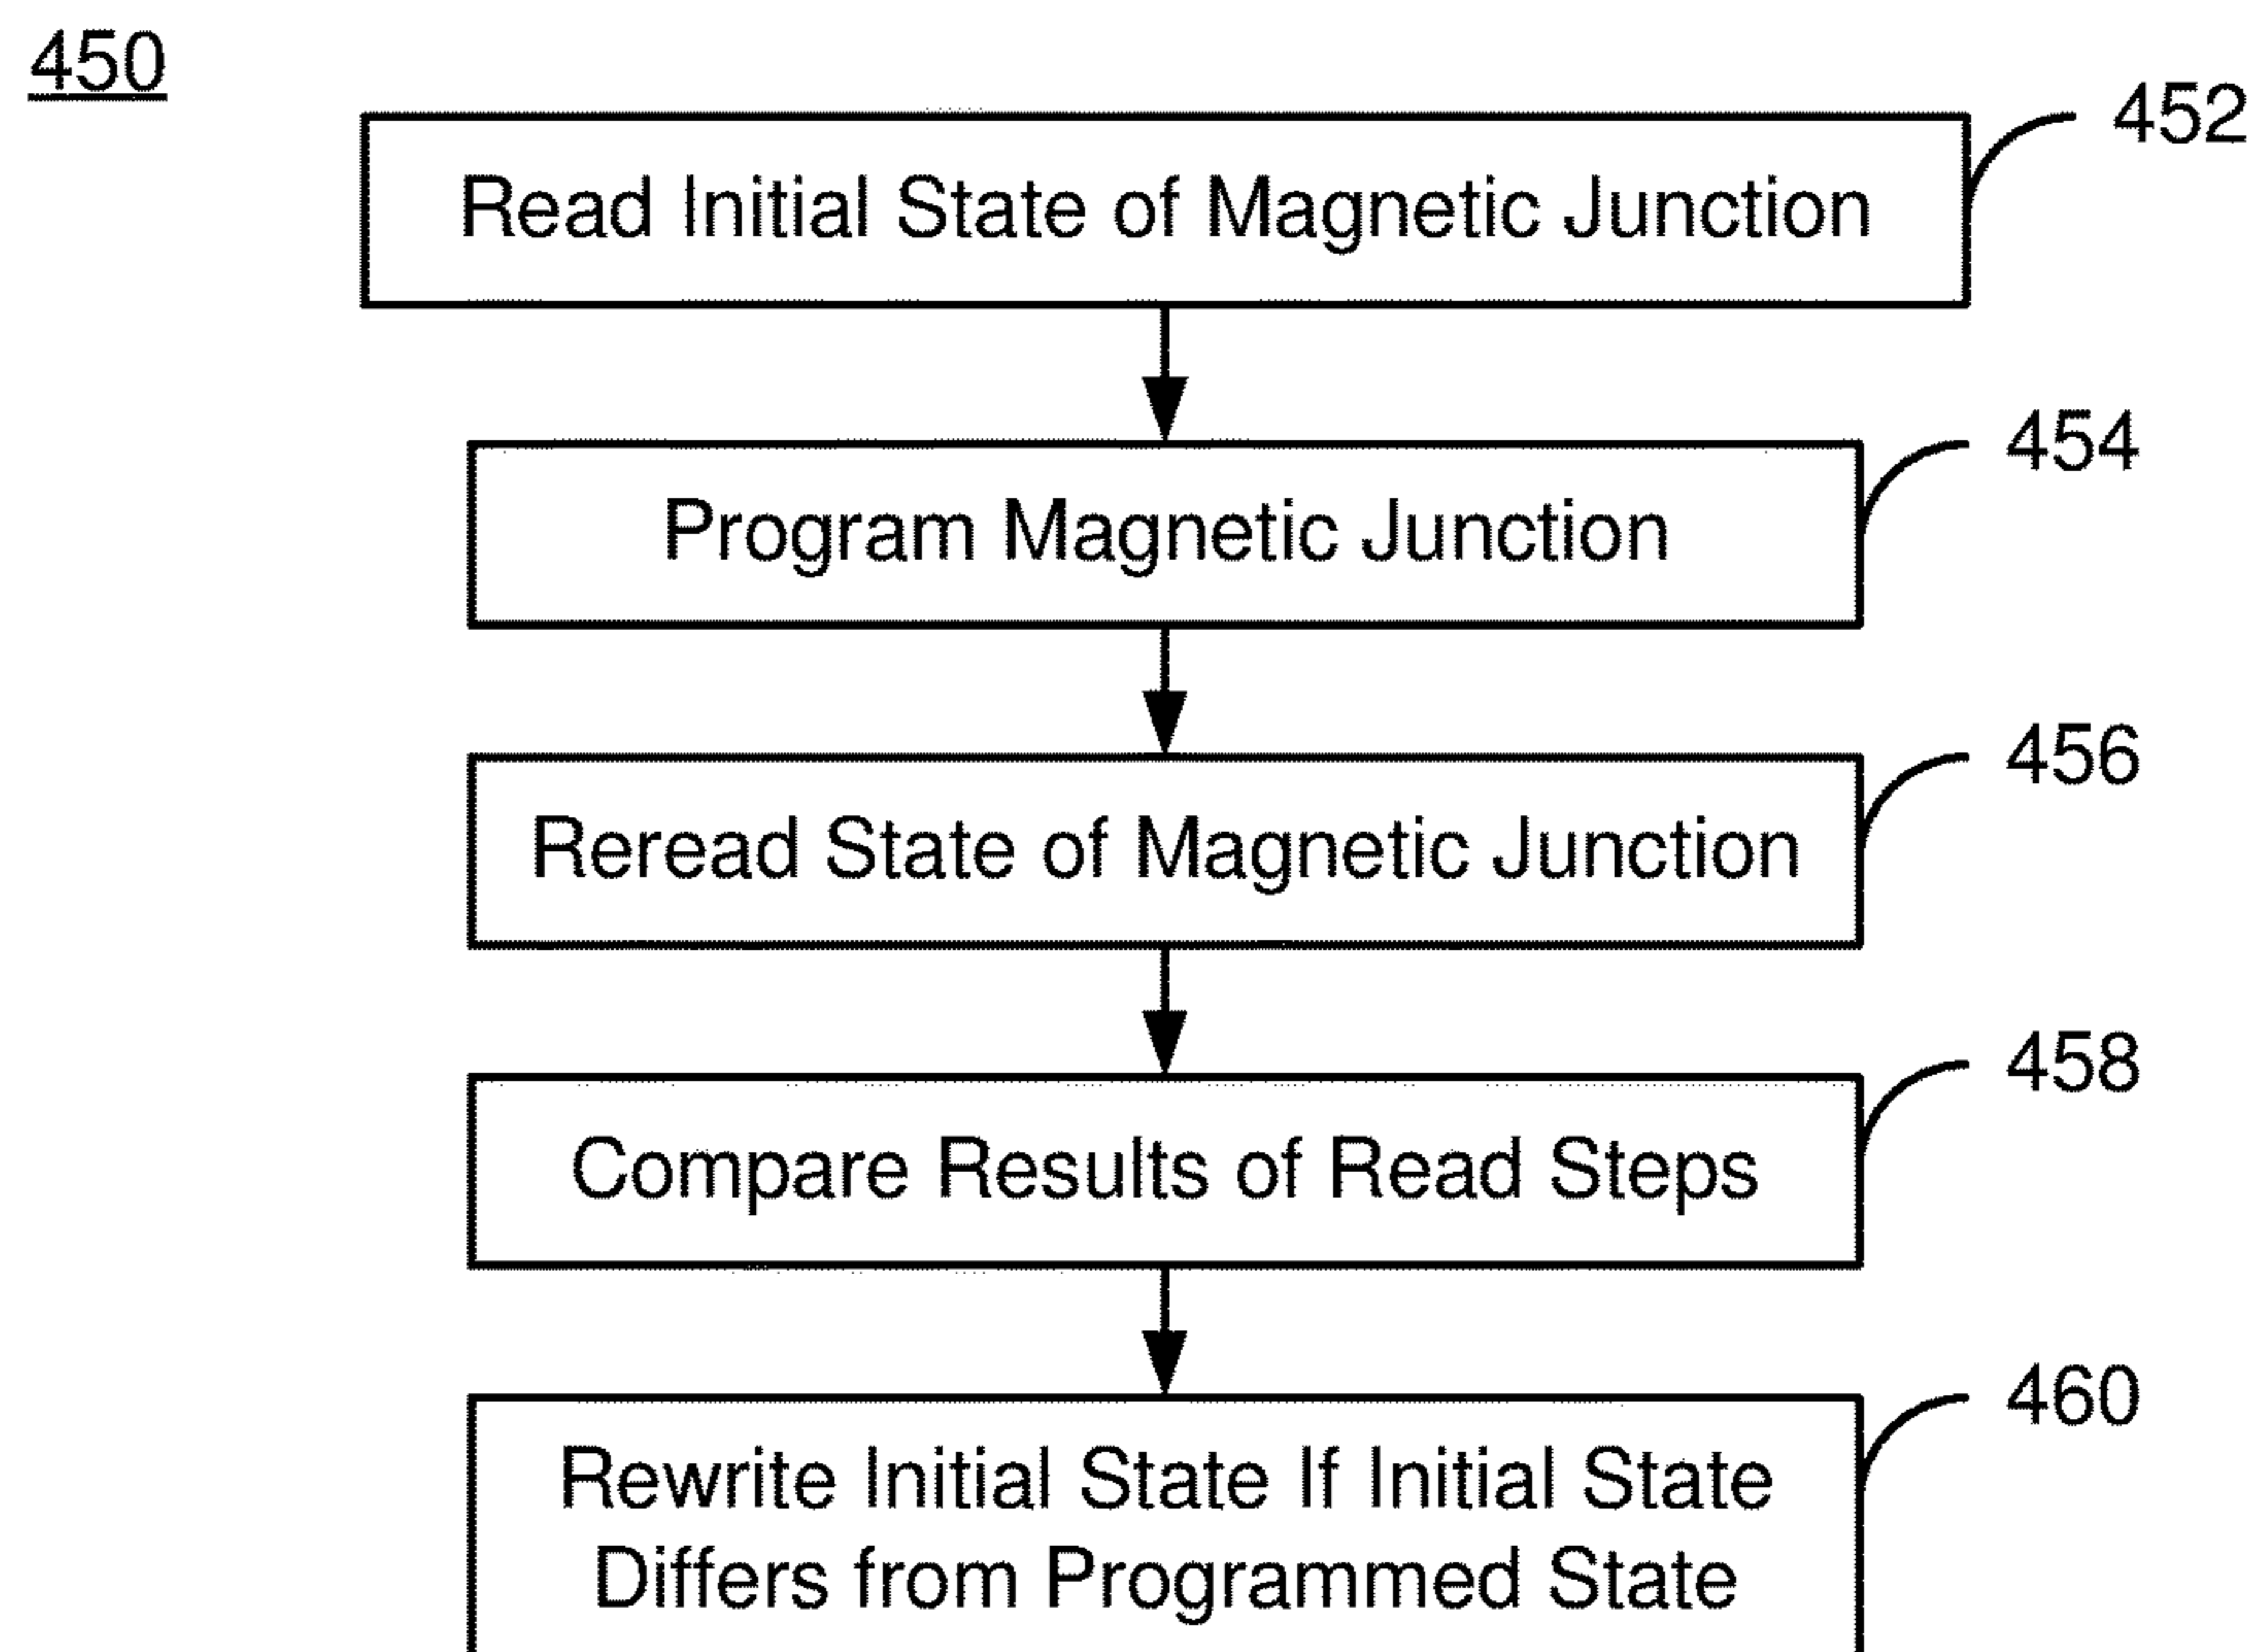 450
452
Read Initial State of Magnetic Junction
454
Program Magnetic Junction
456
Reread State of Magnetic Junction
458
Compare Results of Read Steps
460
Rewrite Initial State If Initial State
Differs from Programmed State